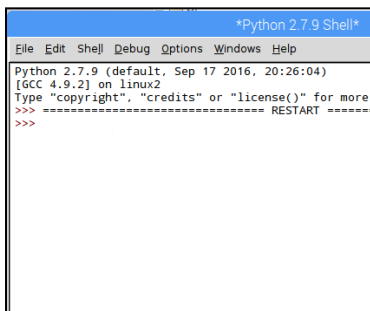 *Python 2.7.9 Shell*
File Edit Shell Debug Options Windows Help
Python 2.7.9 (default, Sep 17 2016, 20:26:04)
[GCC 4.9.2] on linux2
Type "copyright", "credits" or "license()" for more
>>> ================================ RESTART ======
>>>